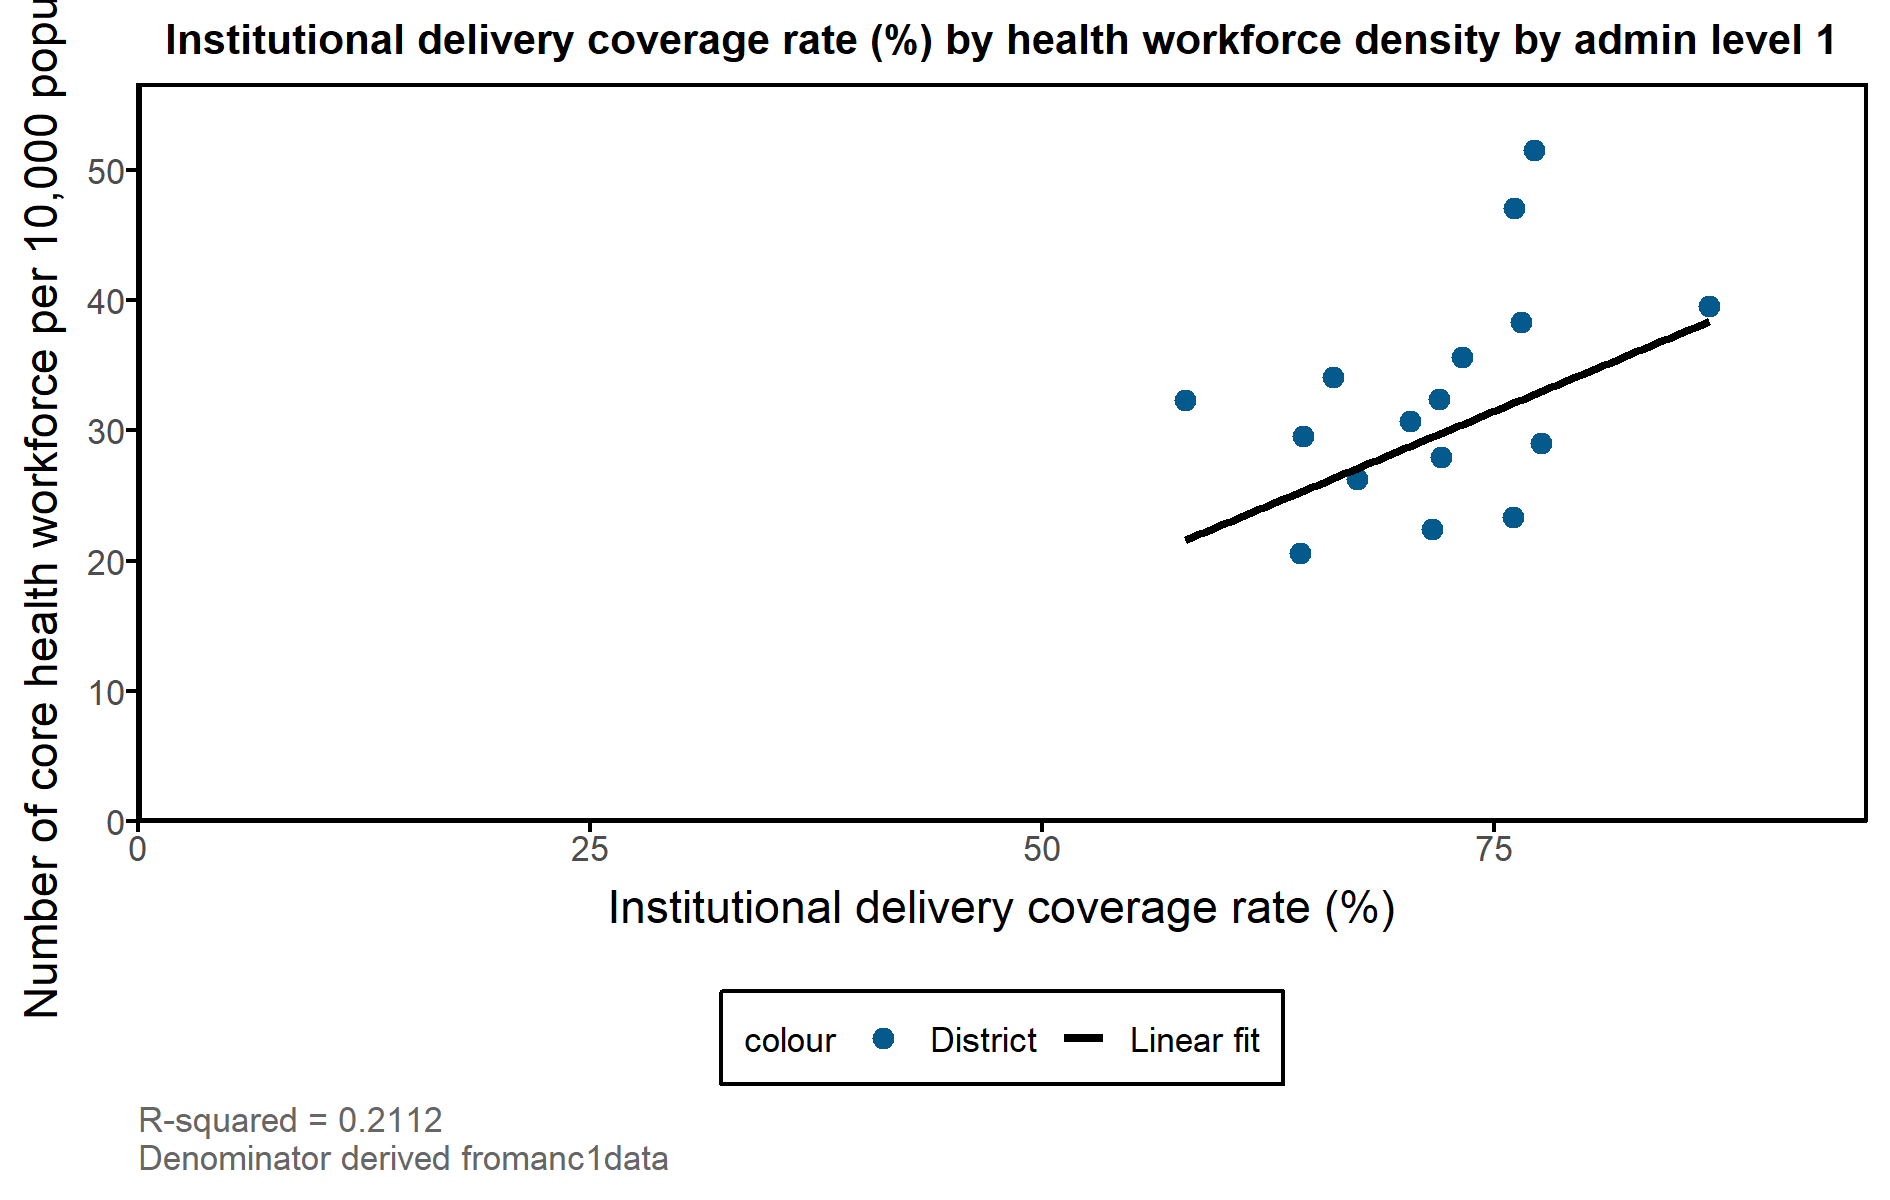 Institutional delivery coverage rate (%) by health workforce density by admin level 1
Number of core health workforce per 10,000
50
40
30
20
10
0
0 25 50 75
Institutional delivery coverage rate (%)
colour District Linear fit
R-squared = 0.2112
Denominator derived fromanc1data